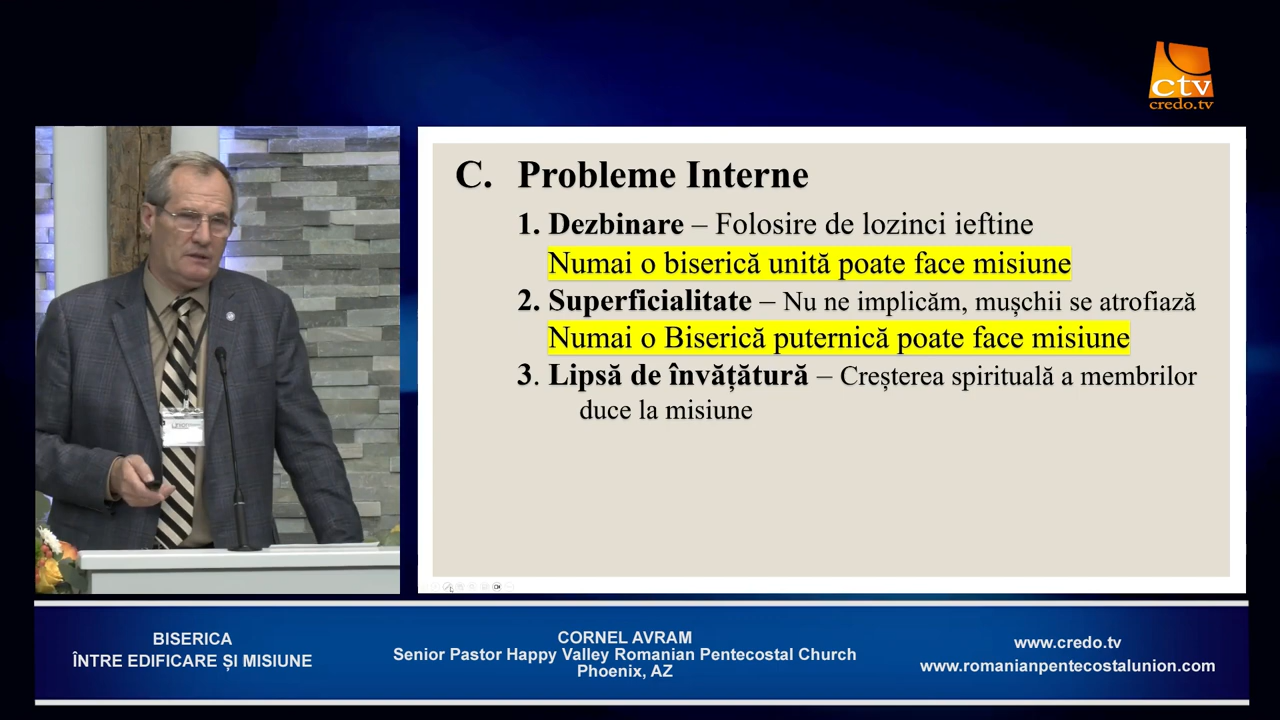 ctv
credo.tv
C. Probleme Interne
1. Dezbinare – Folosire de lozinci ieftine
Numai o biserică unită poate face misiune
2. Superficialitate – Nu ne implicăm, mușchii se atrofiază
Numai o Biserică puternică poate face misiune
3. Lipsă de învățătură – Creșterea spirituală a membrilor
duce la misiune
BISERICA
ÎNTRE EDIFICARE ȘI MISIUNE
CORNEL AVRAM
Senior Pastor Happy Valley Romanian Pentecostal Church
Phoenix, AZ
www.credo.tv
www.romanianpentecostalunion.com